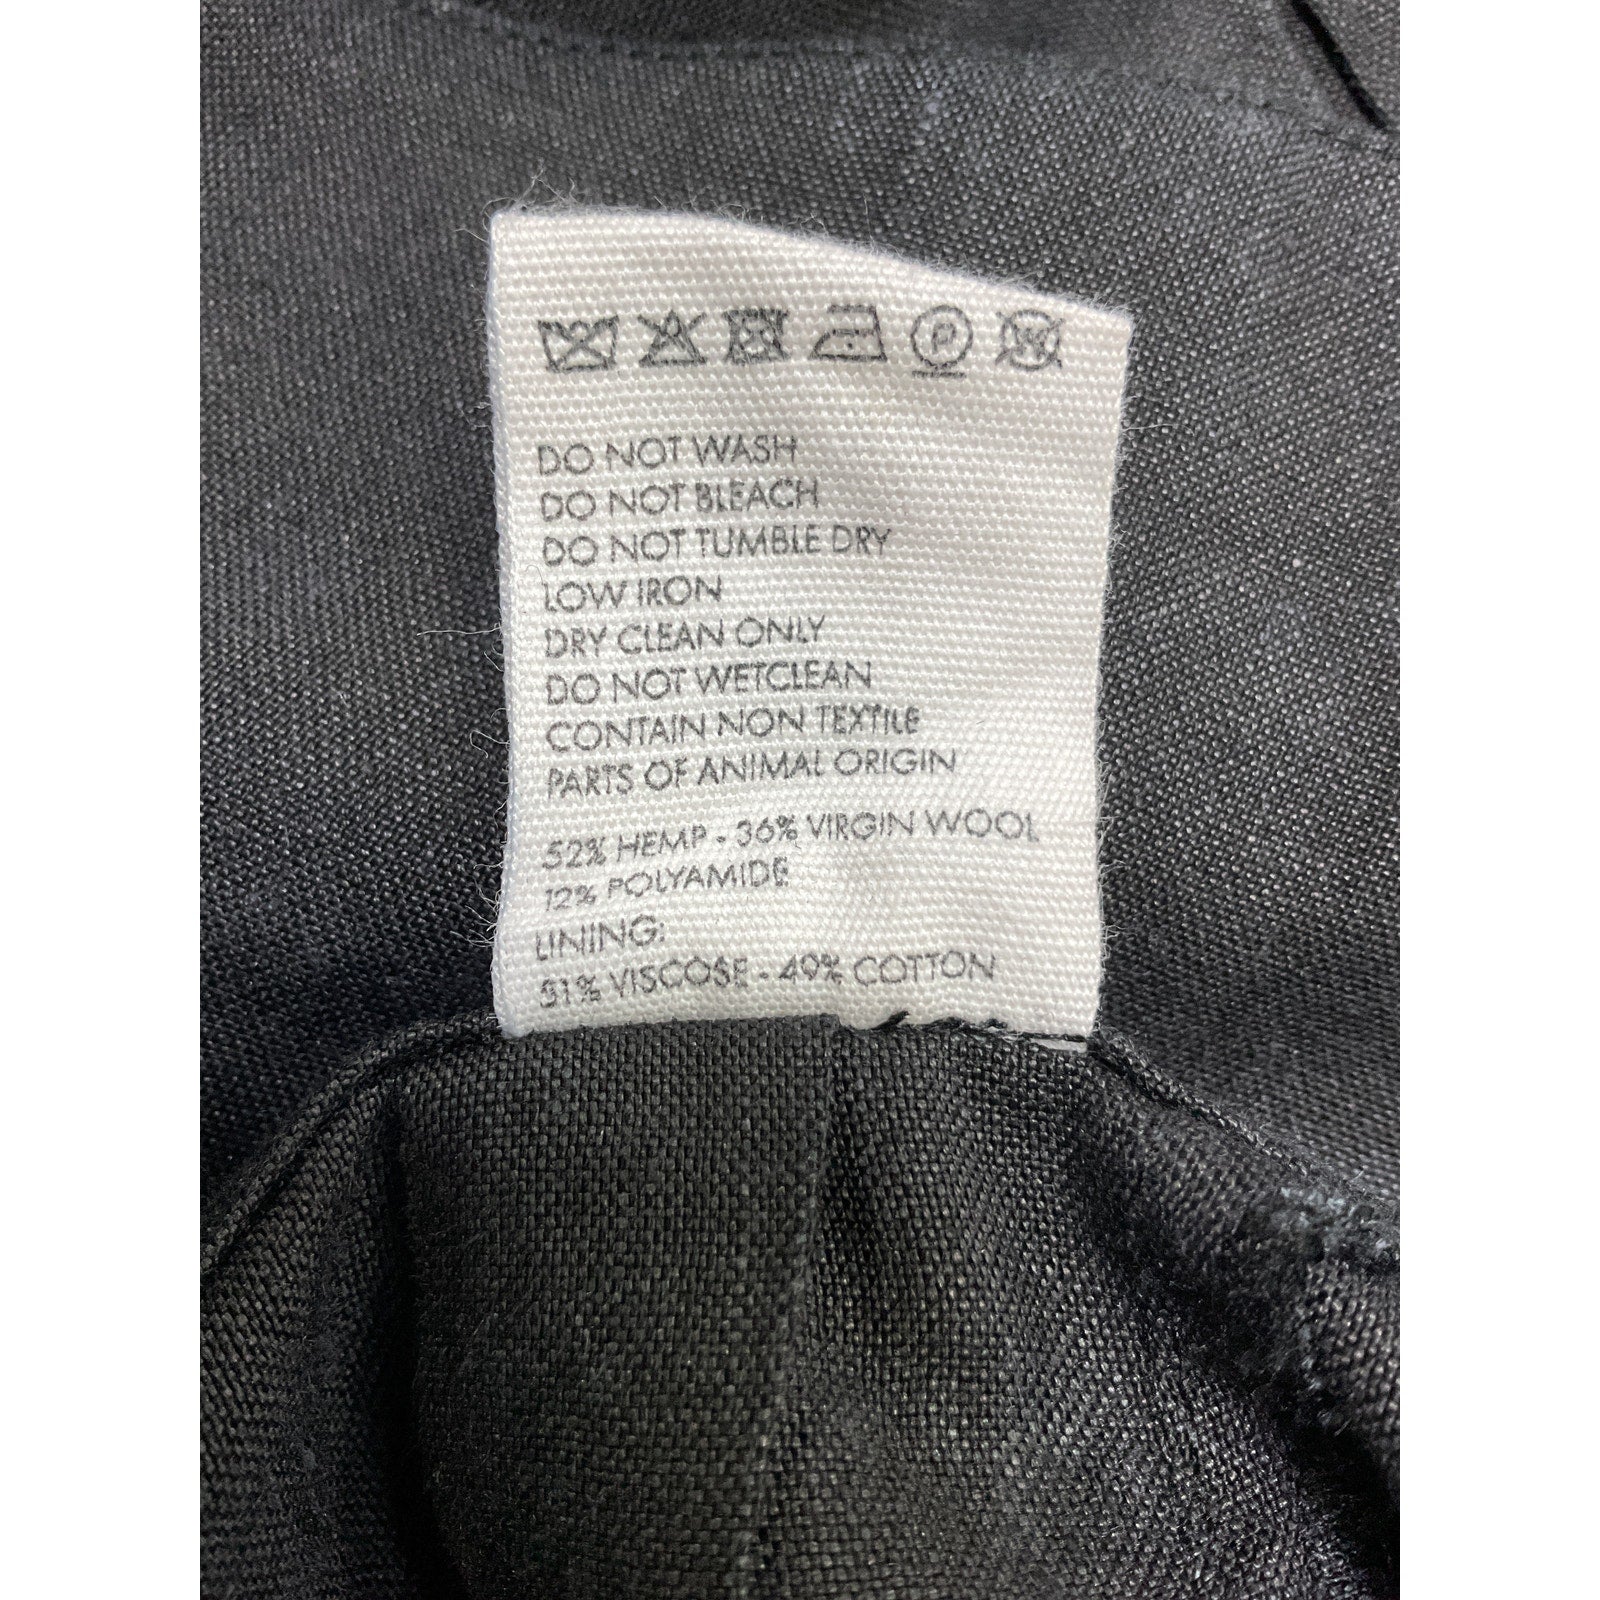 P W
DO NOT WASH
DO NOT BLEACH
DO NOT TUMBLE DRY
LOW IRON
DRY CLEAN ONLY
DO NOT WETCLEAN
CONTAIN NON TEXTILE
PARTS OF ANIMAL ORIGIN
52% HEMP - 36% VIRGIN WOOL
12% POLYAMIDE
LINING:
51% VISCOSE - 49% COTTON